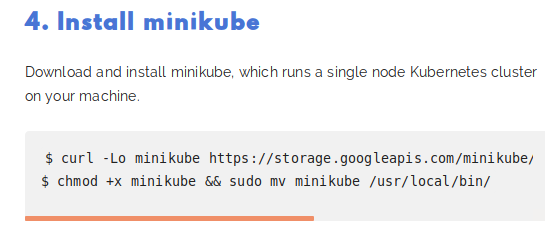 4. Install minikube
Download and install minikube, which runs a single node Kubernetes cluster
on your machine.
$ curl -Lo minikube https://storage.googleapis.com/minikube/
$ chmod +x minikube && sudo mv minikube /usr/local/bin/